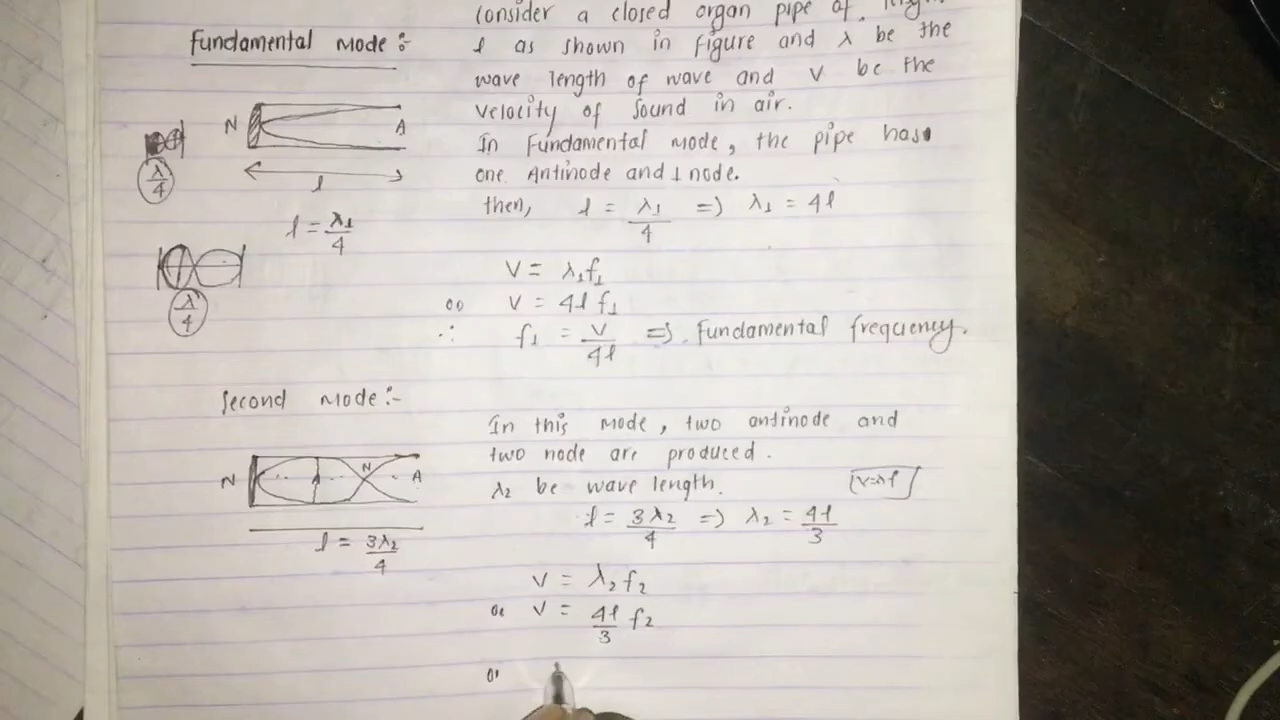 Consider a closed organ pipe of length
Fundamental Mode :-
l as shown in figure and λ be the
wave length of wave and V be the
velocity of sound in air.
In Fundamental mode, the pipe has
one Antinode and 1 node.
N A
λ/4
l
then, l = λ1/4 => λ1 = 4l
l = λ1/4
V = λ1f1
or V = 4l f1
∴ f1 = V/4l => Fundamental frequency.
λ/4
Second Mode :-
In this mode, two antinode and
two node are produced.
λ2 be wave length. V=λf
N A N A
l = 3λ2/4 => λ2 = 4l/3
l = 3λ2/4
V = λ2 f2
or V = 4l/3 f2
or